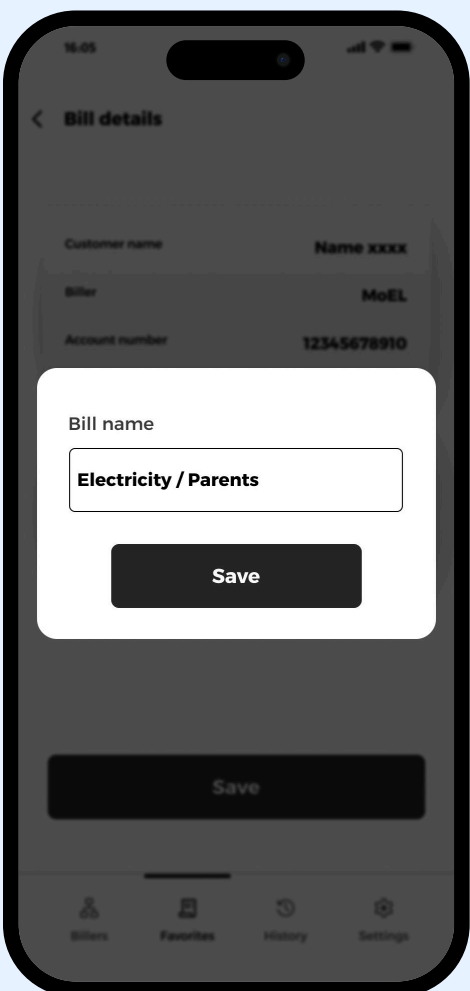 16:05
Bill details
Customer name Name xxxx
Biller MoEL
Account number 12345678910
Bill name
Electricity / Parents
Save
Save
Billers Favorites History Settings